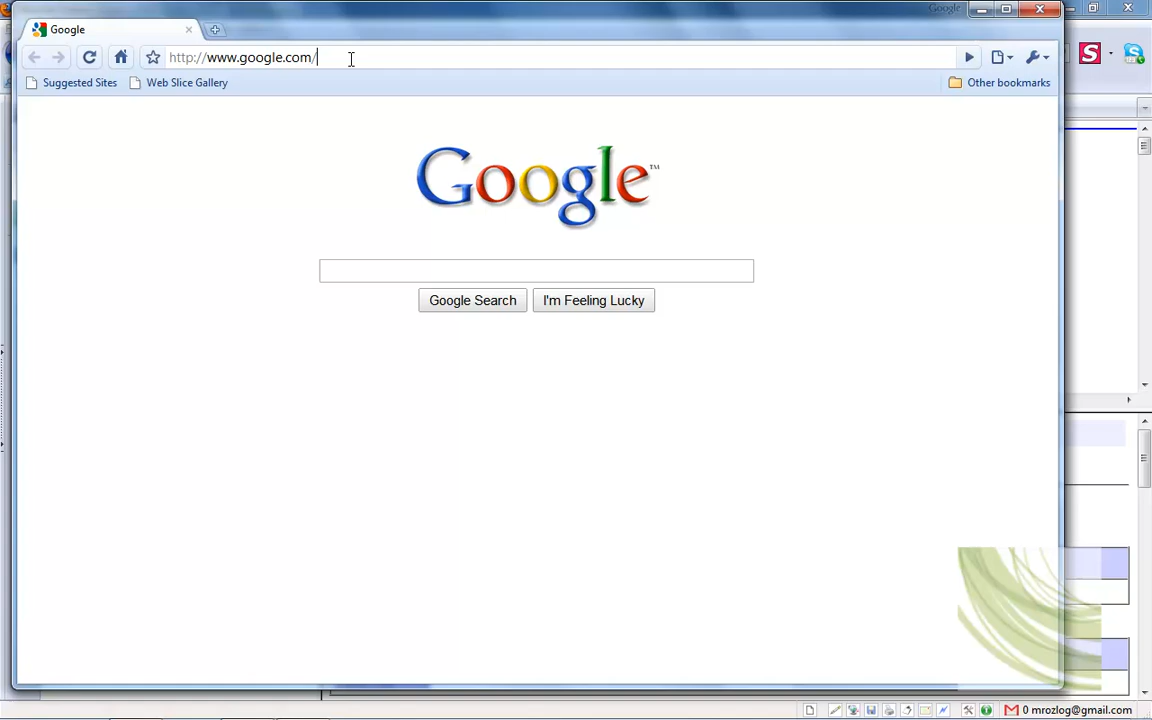 Google
Google
http://www.google.com/
Suggested Sites
Web Slice Gallery
Other bookmarks
Google™
Google Search
I'm Feeling Lucky
S
0 mrozlog@gmail.com